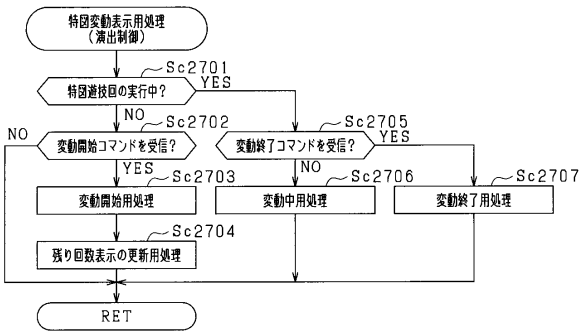 特図変動表示用処理
(演出制御)
Sc2701
特図遊技回の実行中?
YES
NO
Sc2702
NO
変動開始コマンドを受信?
YES
Sc2705
変動終了コマンドを受信?
YES
NO
Sc2703
変動開始用処理
Sc2706
変動中用処理
Sc2707
変動終了用処理
Sc2704
残り回数表示の更新用処理
RET